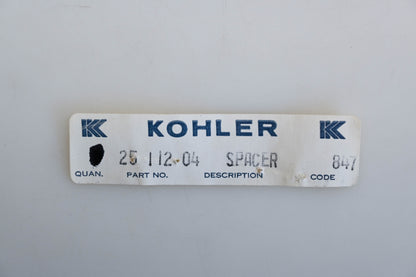 K KOHLER K
25 112-04 SPACER 847
QUAN. PART NO. DESCRIPTION CODE